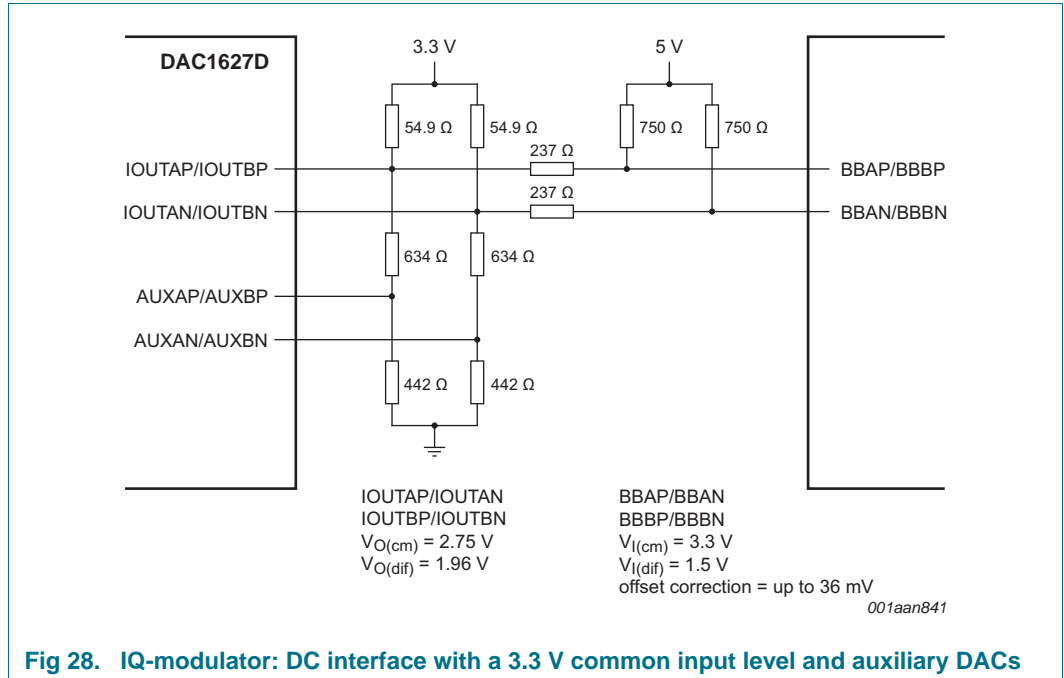 DAC1627D
3.3 V
5 V
54.9 Ω
54.9 Ω
750 Ω
750 Ω
237 Ω
IOUTAP/IOUTBP
BBAP/BBBP
237 Ω
IOUTAN/IOUTBN
BBAN/BBBN
634 Ω
634 Ω
AUXAP/AUXBP
AUXAN/AUXBN
442 Ω
442 Ω
IOUTAP/IOUTAN
IOUTBP/IOUTBN
VO(cm) = 2.75 V
VO(dif) = 1.96 V
BBAP/BBAN
BBBP/BBBN
VI(cm) = 3.3 V
VI(dif) = 1.5 V
offset correction = up to 36 mV
001aan841
Fig 28. IQ-modulator: DC interface with a 3.3 V common input level and auxiliary DACs